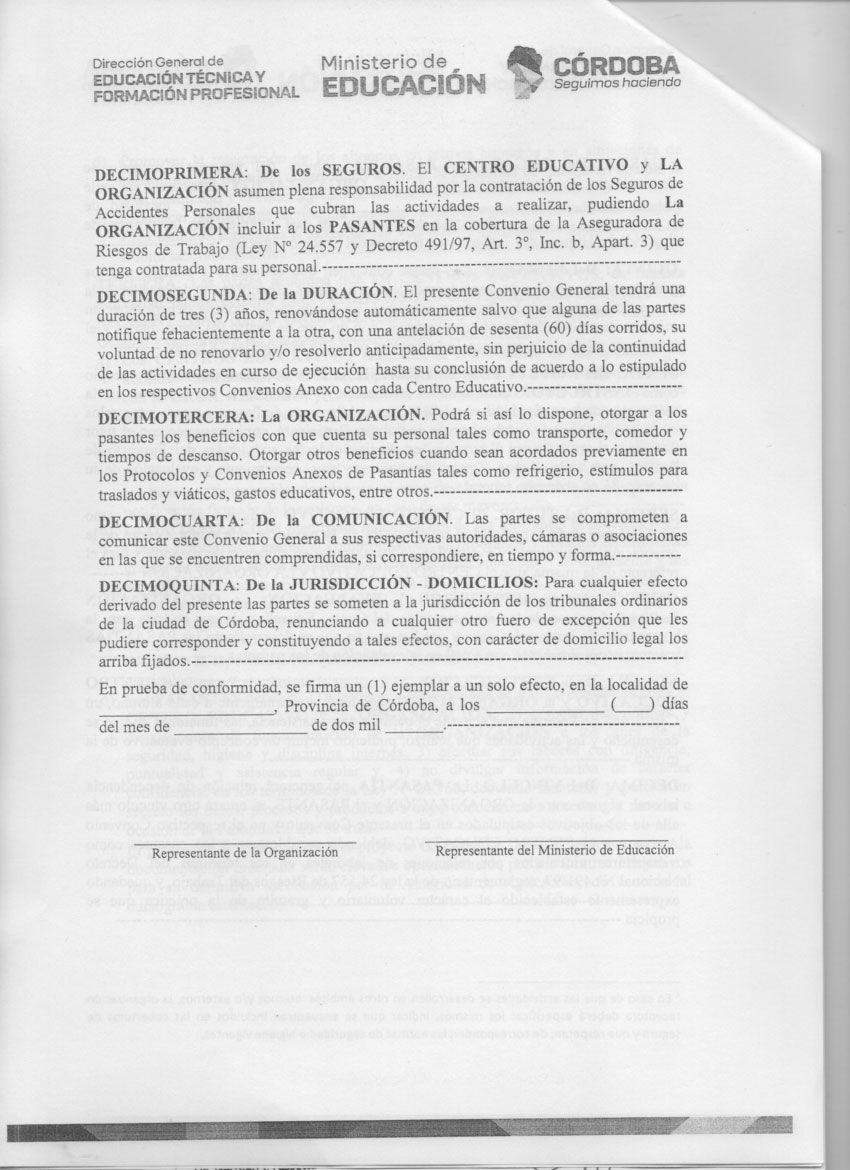 Dirección General de
EDUCACIÓN TÉCNICA Y
FORMACIÓN PROFESIONAL
Ministerio de
EDUCACIÓN
CÓRDOBA
Seguimos haciendo
DECIMOPRIMERA: De los SEGUROS. El CENTRO EDUCATIVO y LA
ORGANIZACIÓN asumen plena responsabilidad por la contratación de los Seguros de
Accidentes Personales que cubran las actividades a realizar, pudiendo La
ORGANIZACIÓN incluir a los PASANTES en la cobertura de la Aseguradora de
Riesgos de Trabajo (Ley Nº 24.557 y Decreto 491/97, Art. 3º, Inc. b, Apart. 3) que
tenga contratada para su personal.------------------------------------------------
DECIMOSEGUNDA: De la DURACIÓN. El presente Convenio General tendrá una
duración de tres (3) años, renovándose automáticamente salvo que alguna de las partes
notifique fehacientemente a la otra, con una antelación de sesenta (60) días corridos, su
voluntad de no renovarlo y/o resolverlo anticipadamente, sin perjuicio de la continuidad
de las actividades en curso de ejecución hasta su conclusión de acuerdo a lo estipulado
en los respectivos Convenios Anexo con cada Centro Educativo.----------------------------
DECIMOTERCERA: La ORGANIZACIÓN. Podrá si así lo dispone, otorgar a los
pasantes los beneficios con que cuenta su personal tales como transporte, comedor y
tiempos de descanso. Otorgar otros beneficios cuando sean acordados previamente en
los Protocolos y Convenios Anexos de Pasantías tales como refrigerio, estímulos para
traslados y viáticos, gastos educativos, entre otros.---------------------------------------------
DECIMOCUARTA: De la COMUNICACIÓN. Las partes se comprometen a
comunicar este Convenio General a sus respectivas autoridades, cámaras o asociaciones
en las que se encuentren comprendidas, si correspondiere, en tiempo y forma.------------
DECIMOQUINTA: De la JURISDICCIÓN - DOMICILIOS: Para cualquier efecto
derivado del presente las partes se someten a la jurisdicción de los tribunales ordinarios
de la ciudad de Córdoba, renunciando a cualquier otro fuero de excepción que les
pudiere corresponder y constituyendo a tales efectos, con carácter de domicilio legal los
arriba fijados.------------------------------------------------------------------------------------
En prueba de conformidad, se firma un (1) ejemplar a un solo efecto, en la localidad de
______________________, Provincia de Córdoba, a los __________________ (____) días
del mes de _________________ de dos mil _______.------------------------------------------
Representante de la Organización
Representante del Ministerio de Educación